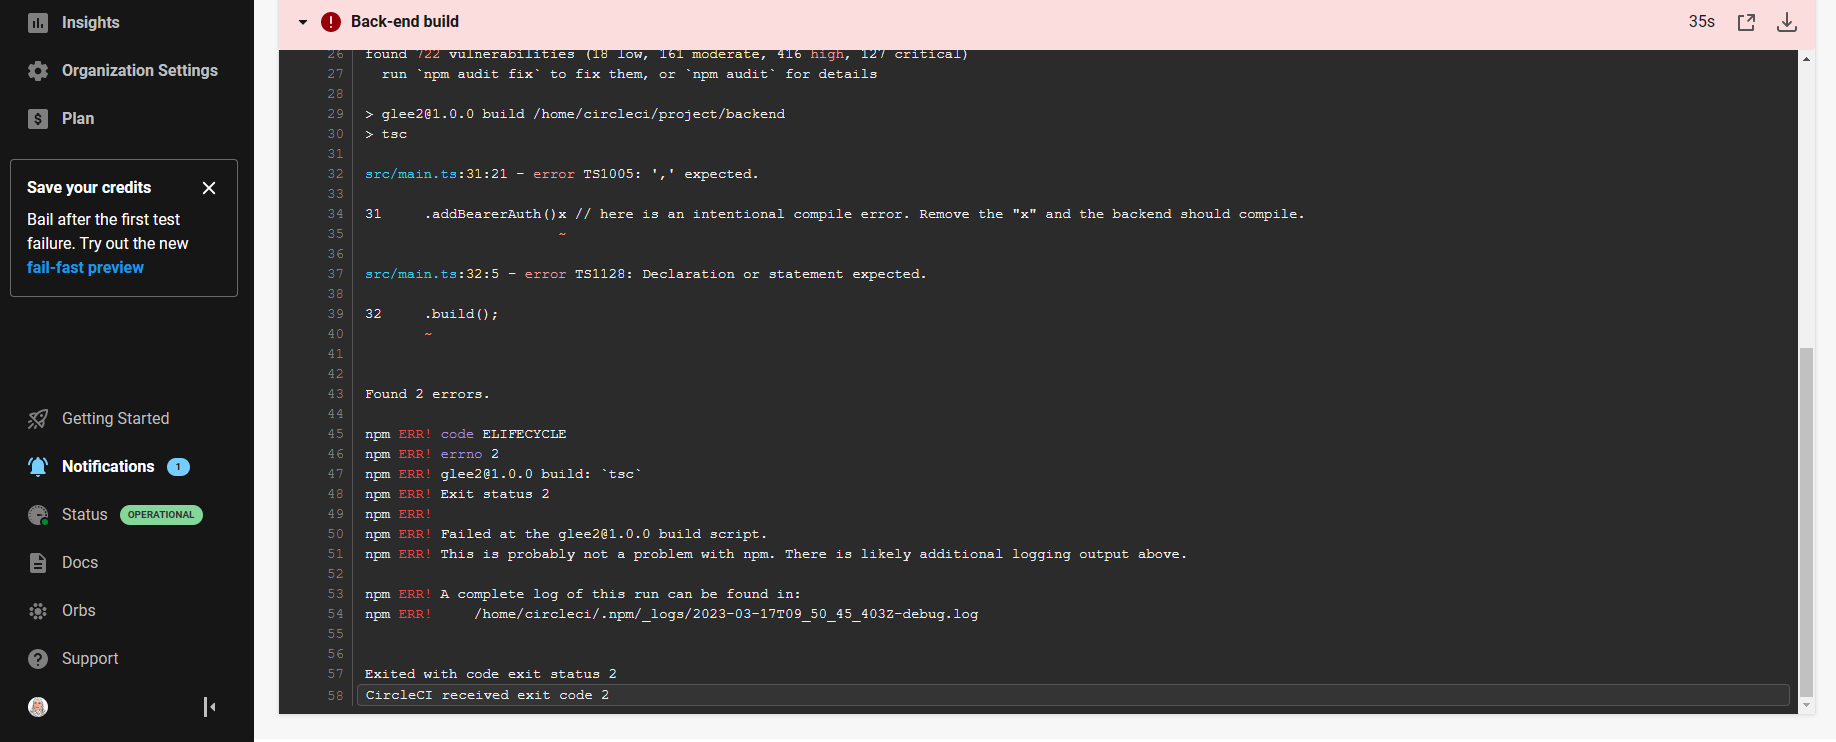 Insights
Organization Settings
Plan
Save your credits
Bail after the first test
failure. Try out the new
fail-fast preview
Getting Started
Notifications 1
Status OPERATIONAL
Docs
Orbs
Support
Back-end build 35s
26 found 722 vulnerabilities (18 low, 161 moderate, 416 high, 127 critical)
27 run `npm audit fix` to fix them, or `npm audit` for details
28
29 > glee2@1.0.0 build /home/circleci/project/backend
30 > tsc
31
32 src/main.ts:31:21 - error TS1005: ',' expected.
33
34 31 .addBearerAuth()x // here is an intentional compile error. Remove the "x" and the backend should compile.
35 ~
36
37 src/main.ts:32:5 - error TS1128: Declaration or statement expected.
38
39 32 .build();
40 ~
41
42
43 Found 2 errors.
44
45 npm ERR! code ELIFECYCLE
46 npm ERR! errno 2
47 npm ERR! glee2@1.0.0 build: `tsc`
48 npm ERR! Exit status 2
49 npm ERR!
50 npm ERR! Failed at the glee2@1.0.0 build script.
51 npm ERR! This is probably not a problem with npm. There is likely additional logging output above.
52
53 npm ERR! A complete log of this run can be found in:
54 npm ERR! /home/circleci/.npm/_logs/2023-03-17T09_50_45_403Z-debug.log
55
56
57 Exited with code exit status 2
58 CircleCI received exit code 2